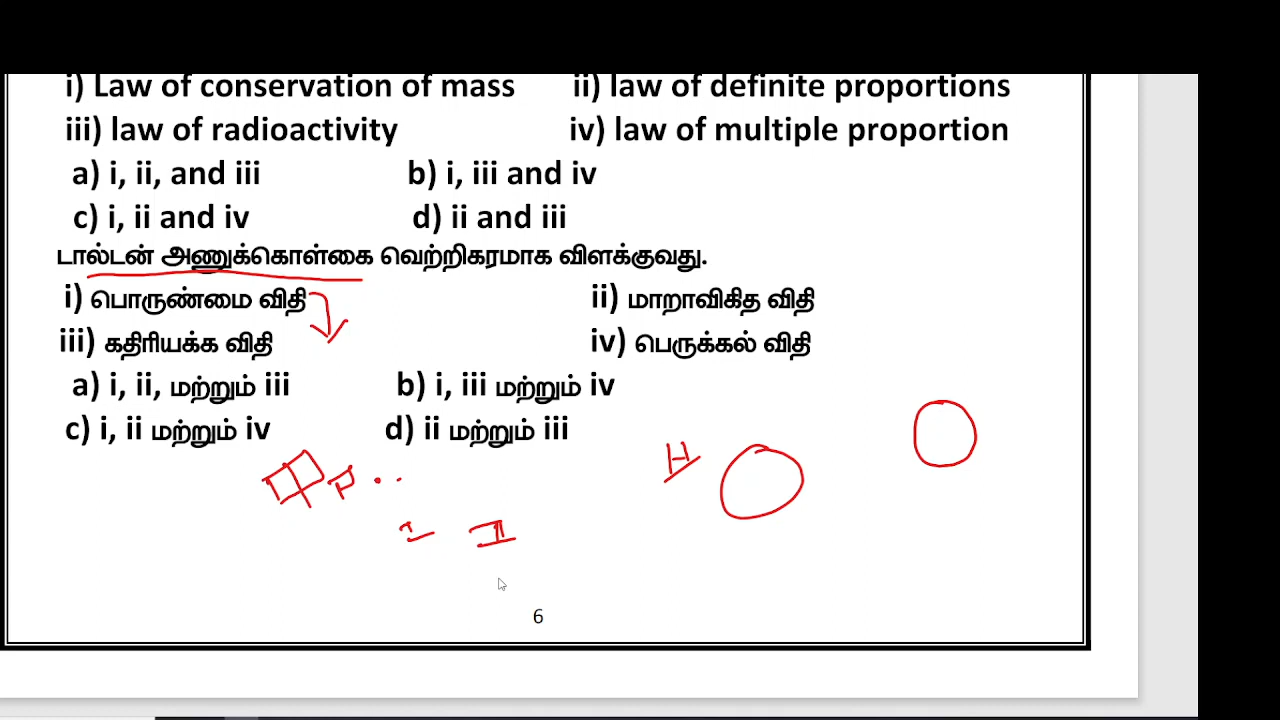 i) Law of conservation of mass ii) law of definite proportions
iii) law of radioactivity iv) law of multiple proportion
a) i, ii, and iii b) i, iii and iv
c) i, ii and iv d) ii and iii
டால்டன் அணுக்கொள்கை வெற்றிகரமாக விளக்குவது.
i) பொருண்மை விதி ii) மாறாவிகித விதி
iii) கதிரியக்க விதி iv) பெருக்கல் விதி
a) i, ii, மற்றும் iii b) i, iii மற்றும் iv
c) i, ii மற்றும் iv d) ii மற்றும் iii
H
6